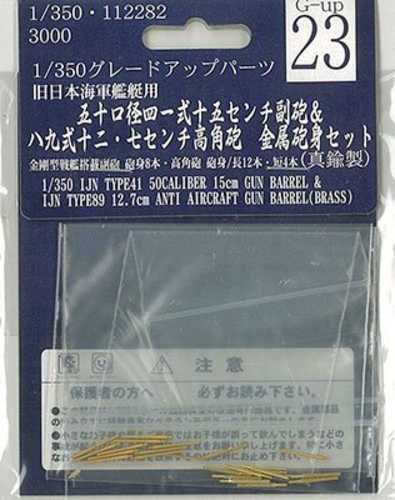 1/350・112282
3000
G-up
23
1/350グレードアップパーツ
旧日本海軍艦艇用
五十口径四一式十五センチ副砲&
八九式十二・七センチ高角砲 金属砲身セット
金剛型戦艦搭載副砲 砲身8本・高角砲 砲身/長12本・短4本(真鍮製)
1/350 IJN TYPE41 50CALIBER 15cm GUN BARREL &
IJN TYPE89 12.7cm ANTI AIRCRAFT GUN BARREL(BRASS)
注意
保護者の方へ 必ずお読み下さい。